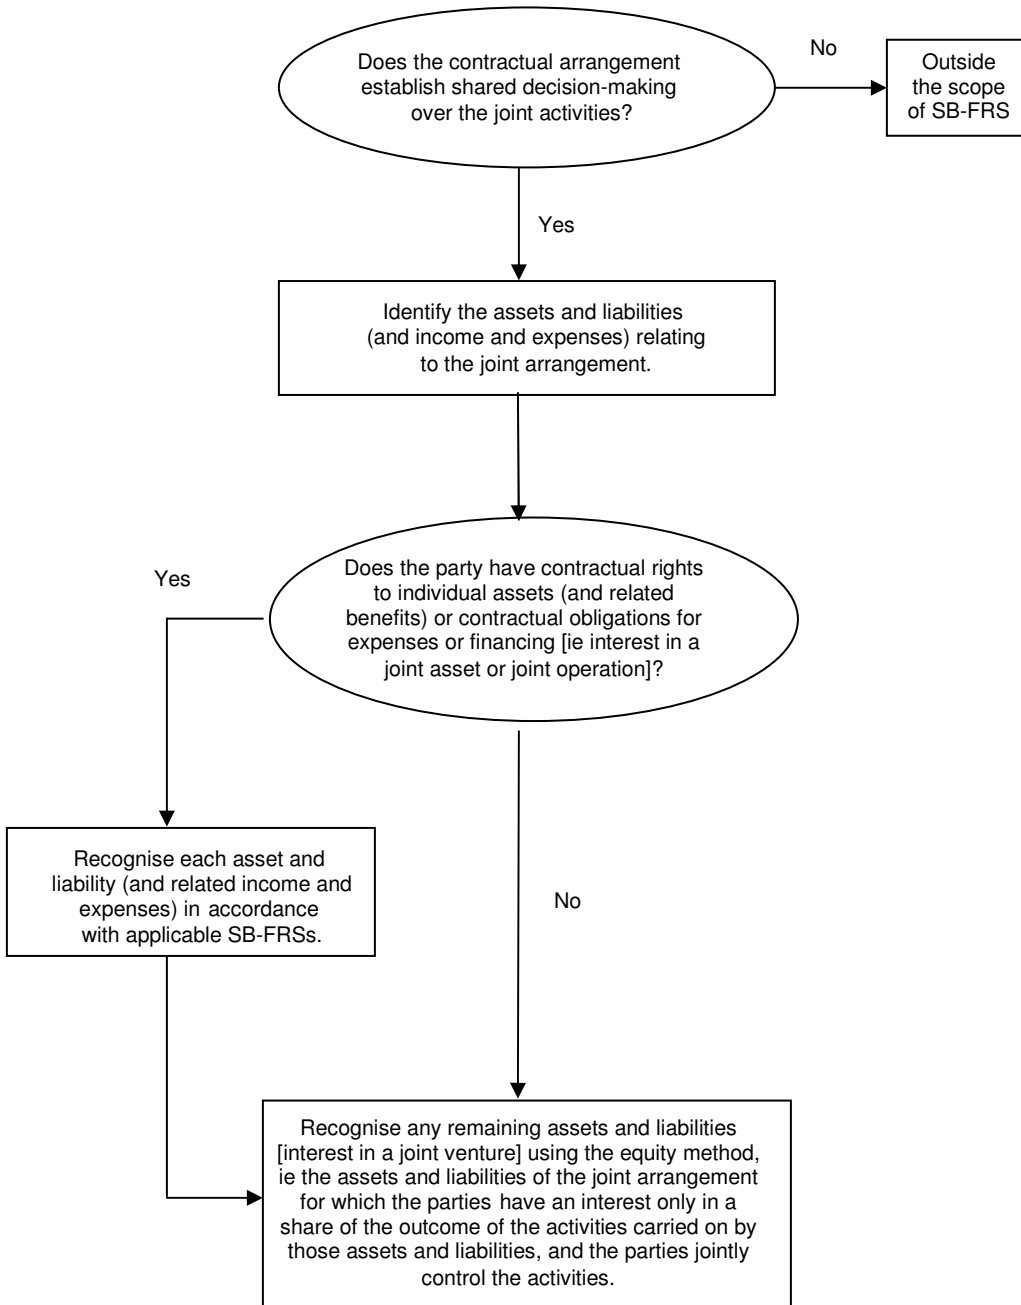 Does the contractual arrangement
establish shared decision-making
over the joint activities?
No
Outside
the scope
of SB-FRS
Yes
Identify the assets and liabilities
(and income and expenses) relating
to the joint arrangement.
Yes
Does the party have contractual rights
to individual assets (and related
benefits) or contractual obligations for
expenses or financing [ie interest in a
joint asset or joint operation]?
Recognise each asset and
liability (and related income and
expenses) in accordance
with applicable SB-FRSs.
No
Recognise any remaining assets and liabilities
[interest in a joint venture] using the equity method,
ie the assets and liabilities of the joint arrangement
for which the parties have an interest only in a
share of the outcome of the activities carried on by
those assets and liabilities, and the parties jointly
control the activities.